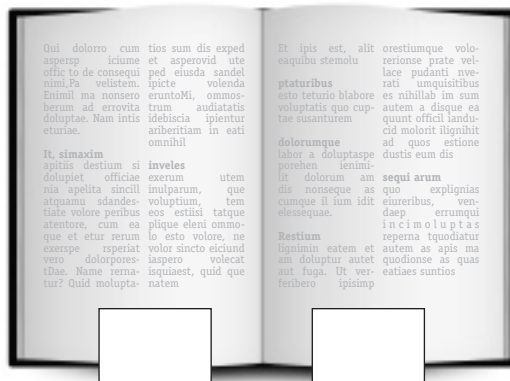 Qui dolorro cum
aspersp iciume
offic to de consequi
nimi,Pa velistem.
Enimil ma nonsero
berum ad errovita
doluptae. Nam intis
eturiae.
It, simaxim
apitiis destium si
dolupiet officiae
nia apelita sincill
atquamu sdandes-
tiate volore peribus
atentore, cum ea
que et etur rerum
exerspe rsperiat
vero dolorpores-
tDae. Name rerna-
tur? Quid molupta-
tios sum dis exped
et asperovid ute
ped eiusda sandel
ipicte volenda
eruntoMi, ommos-
trum audiatatis
idebiscia ipientur
ariberitiam in eati
omnihil
inveles
exerum utem
inulparum, que
voluptium, tem
eos estiisi tatque
plique eleni ommo-
lo esto volore, ne
volor sincto eiciund
iaspero volecat
isquiaest, quid que
natem
Et ipis est, alit
eaquibu stemolu
ptaturibus
esto teturio blabore
voluptatis quo cup-
tae susanturem
dolorumque
labor a doluptaspe
porehen ienimi-
lit dolorum am
dis nonseque as
cumque il ium idit
elessequae.
Restium
lignimin eatem et
am doluptur autet
aut fuga. Ut ver-
feribero ipisimp
orestiumque volo-
rerionse prate vel-
lace pudanti nve-
rati umquisitibus
es nihillab im sum
autem a disque ea
quunt officil landu-
cid molorit ilignihit
ad quos estione
dustis eum dis
sequi arum
quo explignias
eiureribus, ven-
daep errumqui
incimoluptas
reperna tquodiatur
autem as apis ma
quodionse as quas
eatiaes suntios